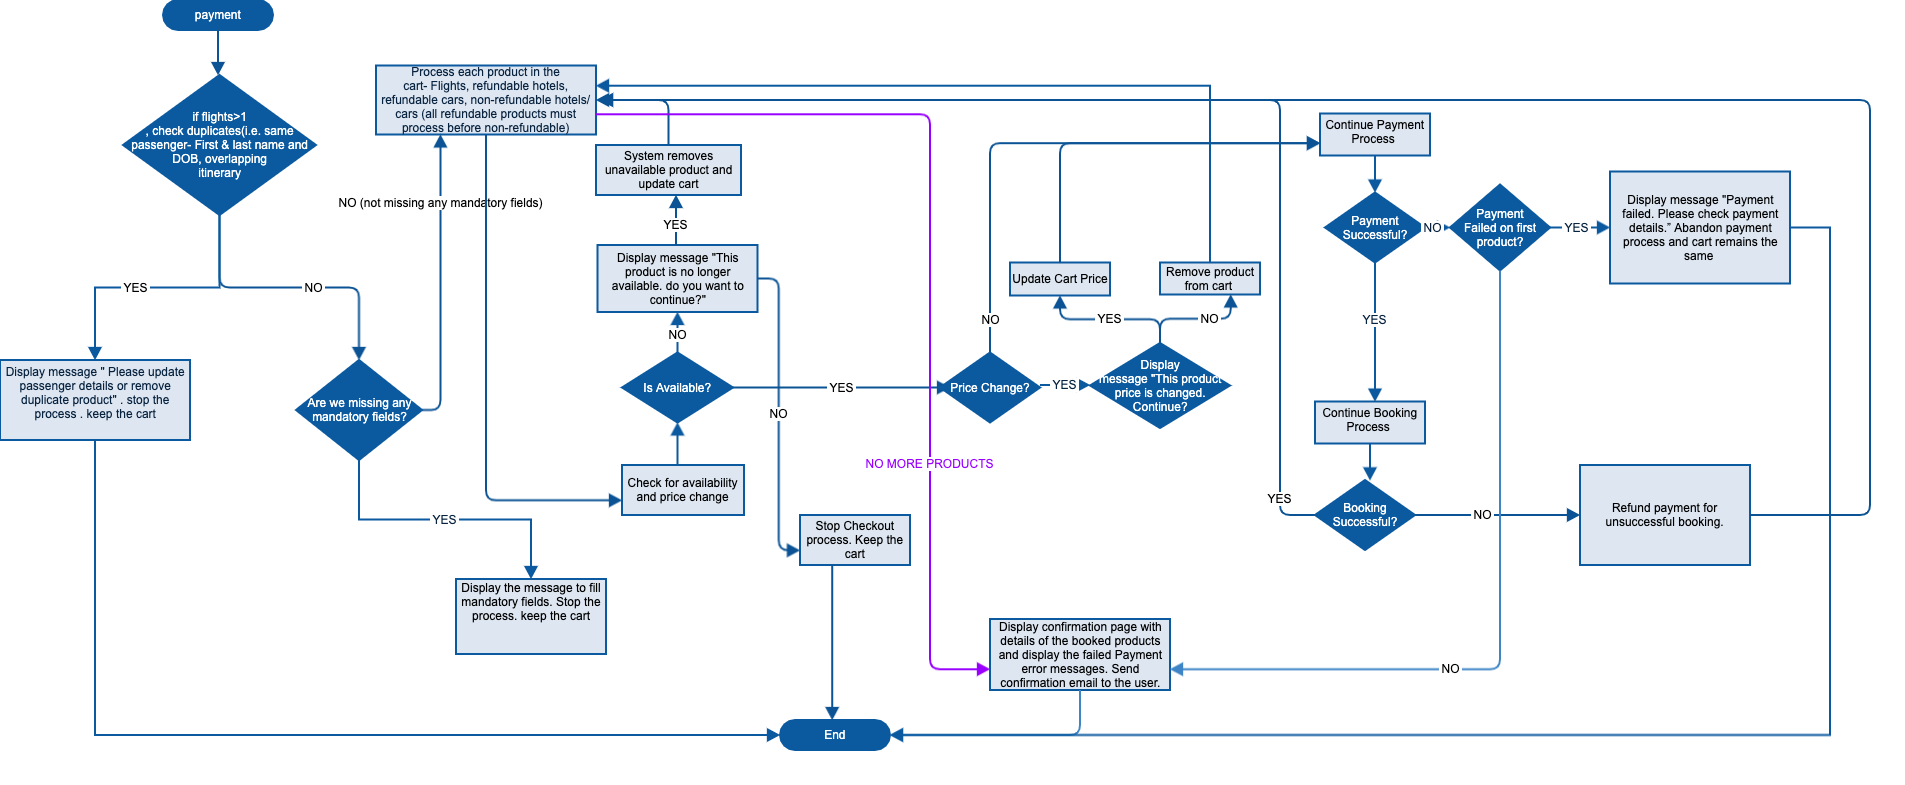 payment
if flights>1
, check duplicates(i.e. same
passenger- First & last name and
DOB, overlapping
itinerary
YES
NO
Display message " Please update
passenger details or remove
duplicate product" . stop the
process . keep the cart
Are we missing any
mandatory fields?
NO (not missing any mandatory fields)
YES
Display the message to fill
mandatory fields. Stop the
process. keep the cart
Process each product in the
cart- Flights, refundable hotels,
refundable cars, non-refundable hotels/
cars (all refundable products must
process before non-refundable)
System removes
unavailable product and
update cart
YES
Display message "This
product is no longer
available. do you want to
continue?"
NO
Is Available?
YES
Check for availability
and price change
NO
Stop Checkout
process. Keep the
cart
NO MORE PRODUCTS
Price Change?
NO
YES
Display
message "This product
price is changed.
Continue?
YES
NO
Update Cart Price
Remove product
from cart
Continue Payment
Process
Payment
Successful?
NO
Payment
Failed on first
product?
YES
Display message "Payment
failed. Please check payment
details.” Abandon payment
process and cart remains the
same
YES
Continue Booking
Process
Booking
Successful?
YES
NO
Refund payment for
unsuccessful booking.
NO
Display confirmation page with
details of the booked products
and display the failed Payment
error messages. Send
confirmation email to the user.
End